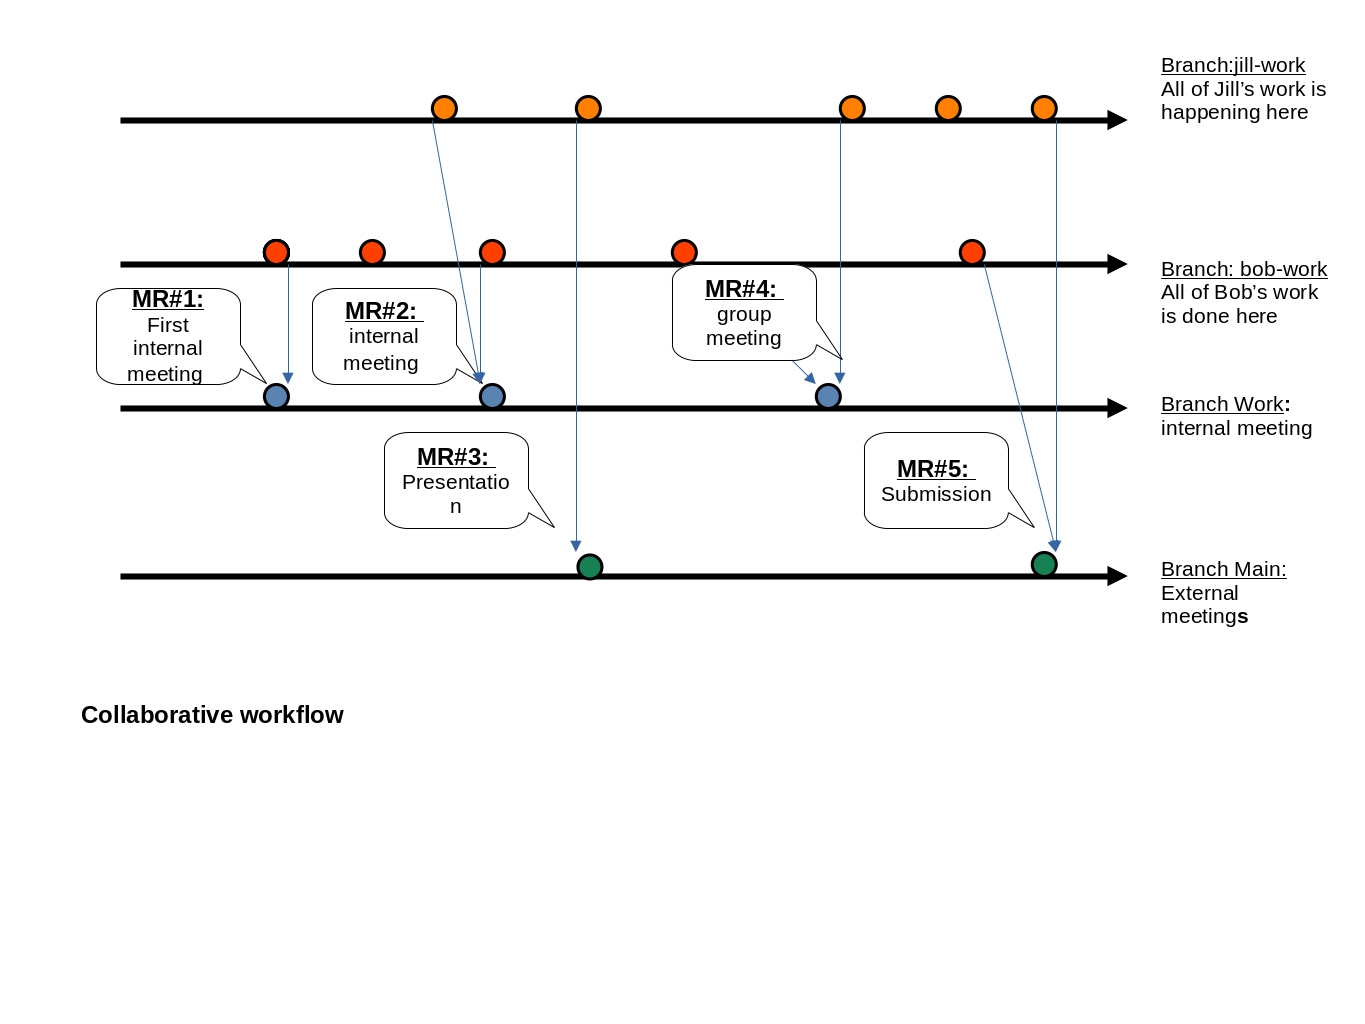 Branch:jill-work
All of Jill’s work is
happening here
Branch: bob-work
All of Bob’s work
is done here
MR#1:
First
internal
meeting
MR#2:
internal
meeting
MR#4:
group
meeting
Branch Work:
internal meeting
MR#3:
Presentatio
n
MR#5:
Submission
Branch Main:
External
meetings
Collaborative workflow